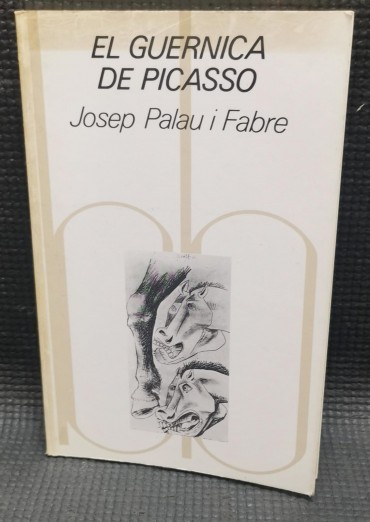 EL GUERNICA
DE PICASSO
Josep Palau i Fabre